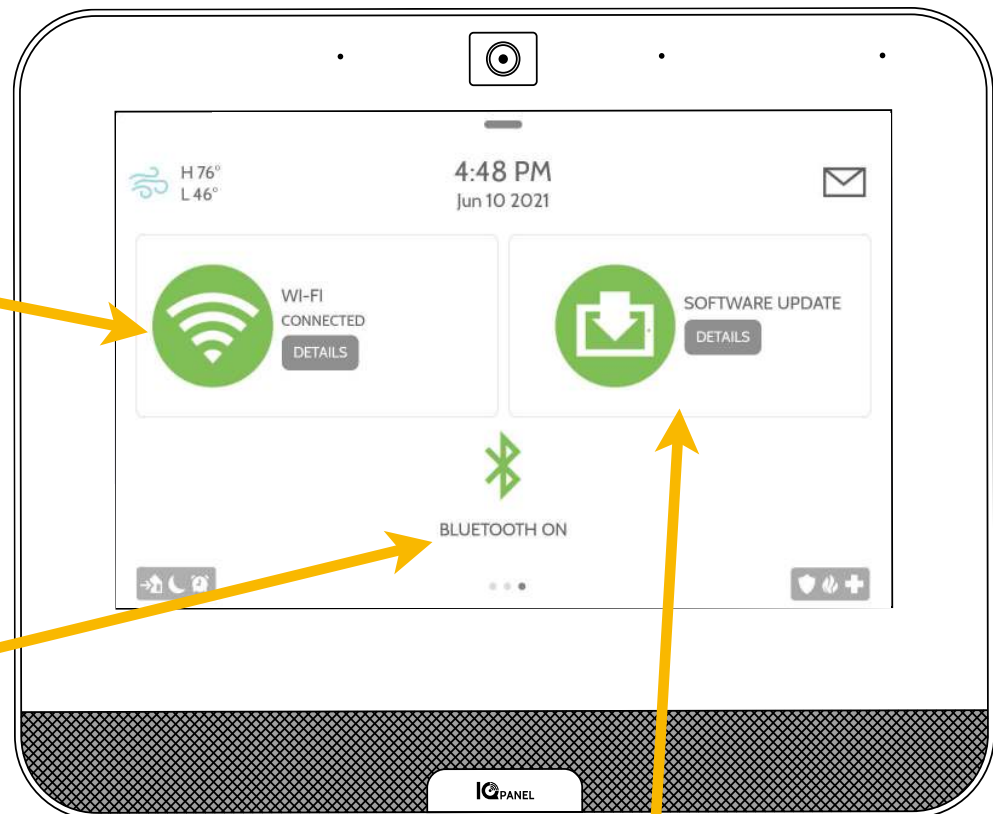 H 76°
L 46°
4:48 PM
Jun 10 2021
WI-FI
CONNECTED
DETAILS
SOFTWARE UPDATE
DETAILS
BLUETOOTH ON
IQ PANEL